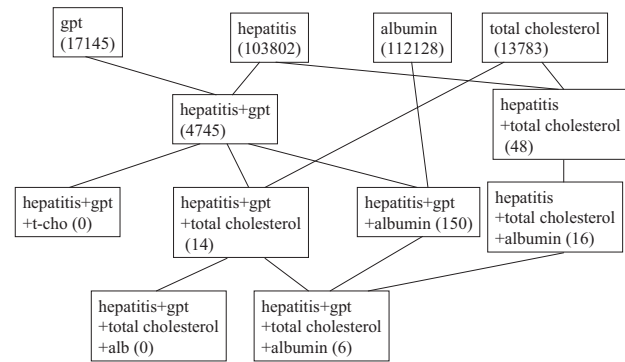 gpt
(17145)
hepatitis
(103802)
albumin
(112128)
total cholesterol
(13783)
hepatitis+gpt
(4745)
hepatitis
+total cholesterol
(48)
hepatitis+gpt
+t-cho (0)
hepatitis+gpt
+total cholesterol
(14)
hepatitis+gpt
+albumin (150)
hepatitis
+total cholesterol
+albumin (16)
hepatitis+gpt
+total cholesterol
+alb (0)
hepatitis+gpt
+total cholesterol
+albumin (6)